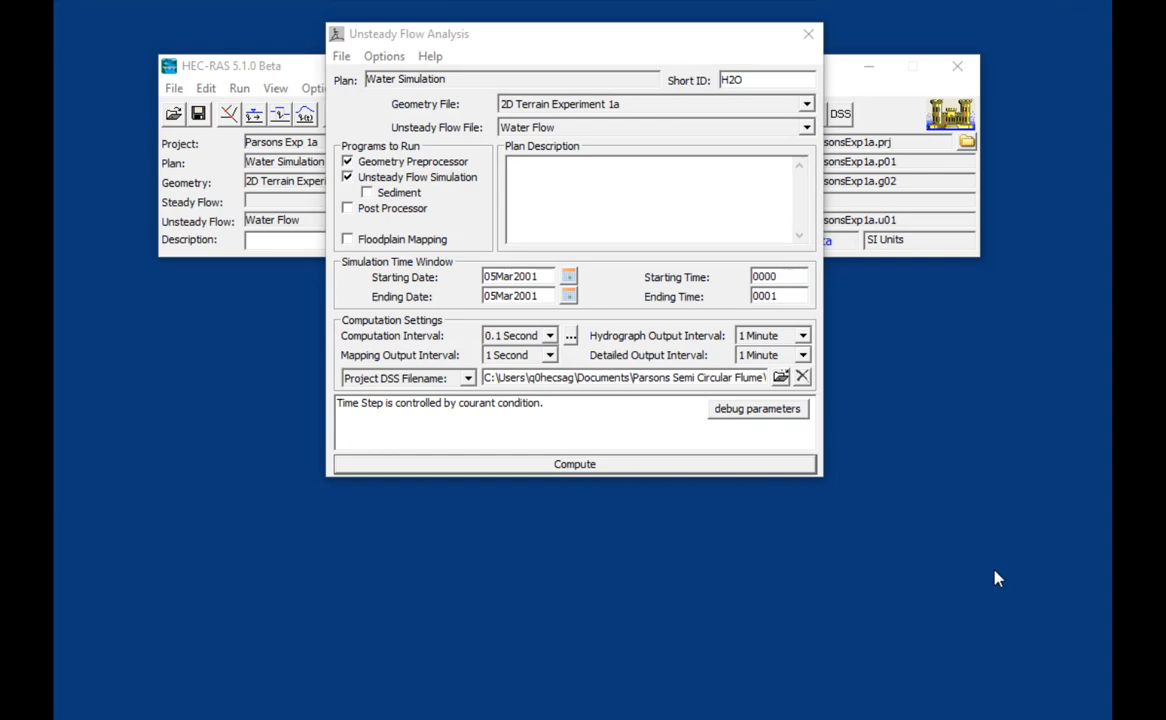 Unsteady Flow Analysis
File Options Help
Plan: Water Simulation Short ID: H2O
Geometry File: 2D Terrain Experiment 1a
Unsteady Flow File: Water Flow
Programs to Run
Geometry Preprocessor
Unsteady Flow Simulation
Sediment
Post Processor
Floodplain Mapping
Plan Description
Simulation Time Window
Starting Date: 05Mar2001 Starting Time: 0000
Ending Date: 05Mar2001 Ending Time: 0001
Computation Settings
Computation Interval: 0.1 Second ... Hydrograph Output Interval: 1 Minute
Mapping Output Interval: 1 Second Detailed Output Interval: 1 Minute
Project DSS Filename: C:\Users\q0hecsag\Documents\Parsons Semi Circular Flume\
Time Step is controlled by courant condition.
debug parameters
Compute
HEC-RAS 5.1.0 Beta
File Edit Run View Opti
DSS
Project: Parsons Exp 1a sonsExp1a.prj
Plan: Water Simulation sonsExp1a.p01
Geometry: 2D Terrain Experi sonsExp1a.g02
Steady Flow:
Unsteady Flow: Water Flow sonsExp1a.u01
Description: ta SI Units